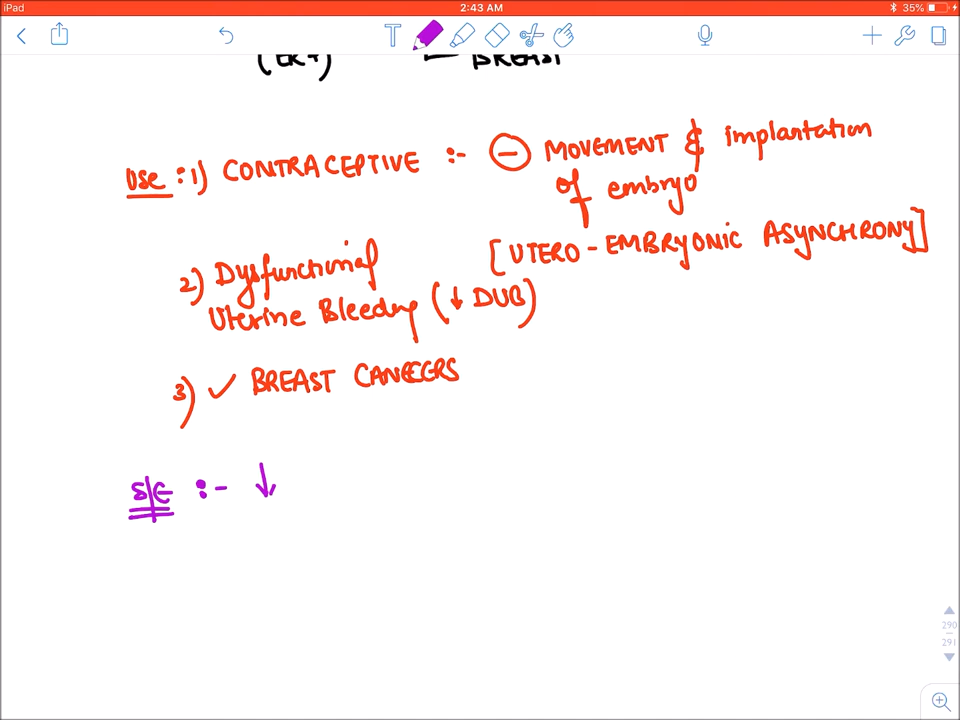 iPad 2:43 AM 35%
T
(ER+) BREAST
Use :1) CONTRACEPTIVE :- ⊖ MOVEMENT & implantation
of embryo
[UTERO-EMBRYONIC ASYNCHRONY]
2) Dysfunctional
Uterine Bleeding (↓ DUB)
3) ✓ BREAST CANCERS
S/E :- ↓
290
291